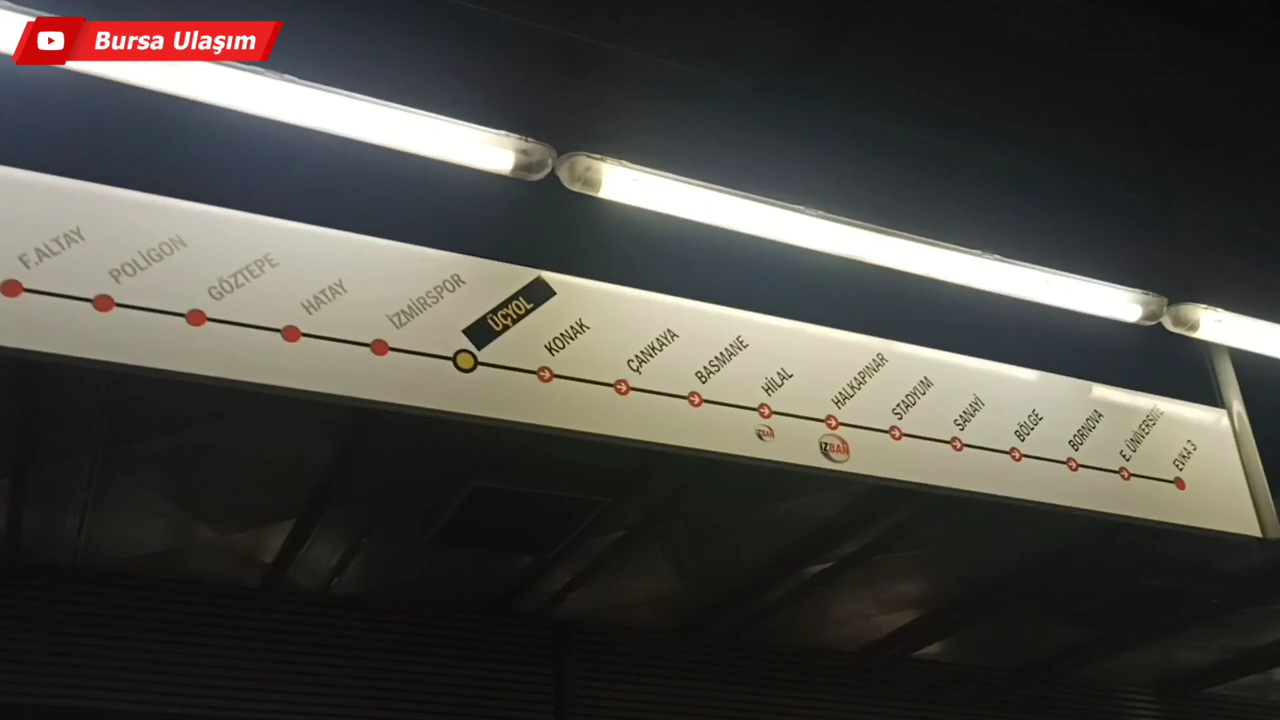 Bursa Ulaşım
F.ALTAY
POLİGON
GÖZTEPE
HATAY
İZMİRSPOR
ÜÇYOL
KONAK
ÇANKAYA
BASMANE
HİLAL
İZBAN
HALKAPINAR
İZBAN
STADYUM
SANAYİ
BÖLGE
BORNOVA
E.ÜNİVERSİTE
EVKA 3